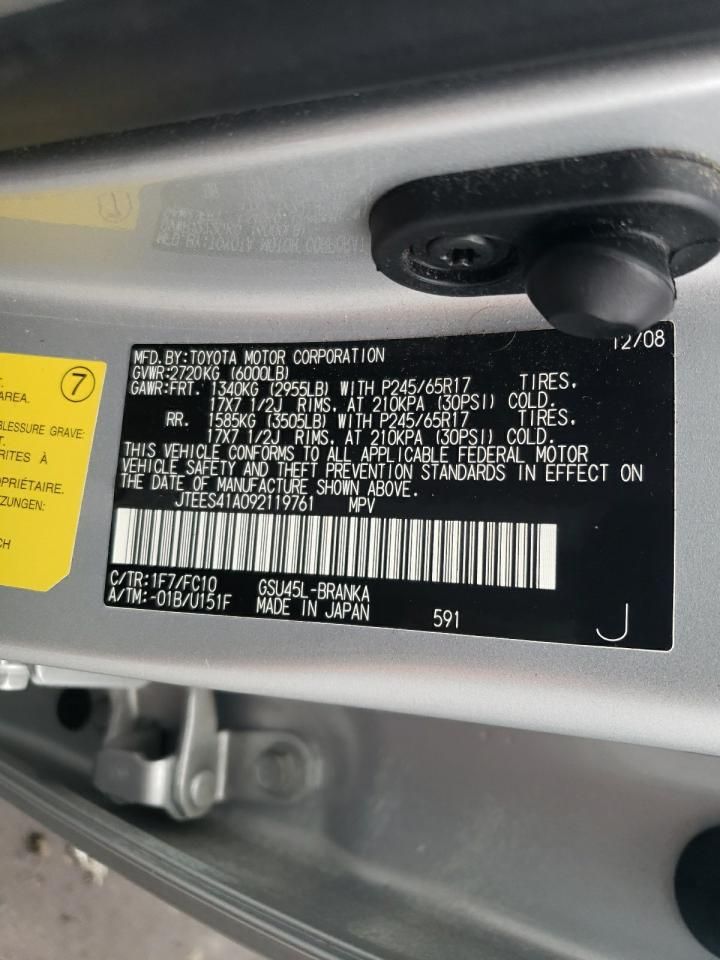 MFD.BY:TOYOTA MOTOR CORPORATION 12/08
GVWR:2720KG (6000LB)
GAWR:FRT. 1340KG (2955LB) WITH P245/65R17 TIRES.
17X7 1/2J RIMS. AT 210KPA (30PSI) COLD.
RR. 1585KG (3505LB) WITH P245/65R17 TIRES.
17X7 1/2J RIMS. AT 210KPA (30PSI) COLD.
THIS VEHICLE CONFORMS TO ALL APPLICABLE FEDERAL MOTOR
VEHICLE SAFETY AND THEFT PREVENTION STANDARDS IN EFFECT ON
THE DATE OF MANUFACTURE SHOWN ABOVE.
JTEES41A092119761 MPV
C/TR:1F7/FC10 GSU45L-BRANKA
A/TM:-01B/U151F MADE IN JAPAN 591 J
7
AREA.
BLESSURE GRAVE:
T.
RITES À
OPRIÉTAIRE.
ZUNGEN:
CH